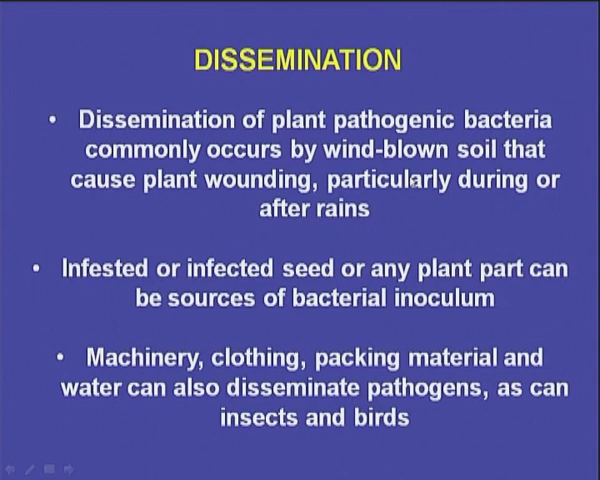 DISSEMINATION
• Dissemination of plant pathogenic bacteria
commonly occurs by wind-blown soil that
cause plant wounding, particularly during or
after rains
• Infested or infected seed or any plant part can
be sources of bacterial inoculum
• Machinery, clothing, packing material and
water can also disseminate pathogens, as can
insects and birds